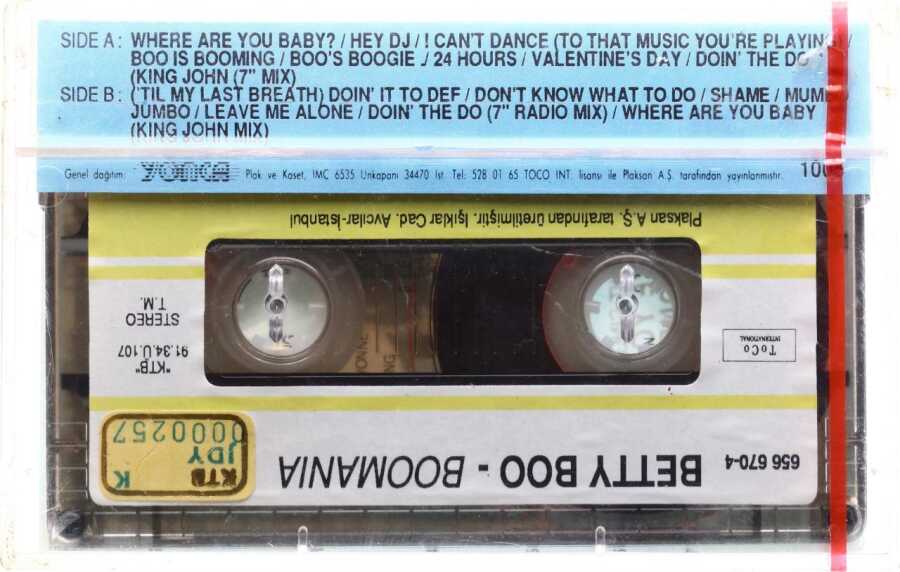 SIDE A: WHERE ARE YOU BABY? / HEY DJ / I CAN'T DANCE (TO THAT MUSIC YOU'RE PLAYING) /
BOO IS BOOMING / BOO'S BOOGIE / 24 HOURS / VALENTINE'S DAY / DOIN' THE DO
(KING JOHN (7" MIX)
SIDE B: ('TIL MY LAST BREATH) DOIN' IT TO DEF / DON'T KNOW WHAT TO DO / SHAME / MUMBO
JUMBO / LEAVE ME ALONE / DOIN' THE DO (7" RADIO MIX) / WHERE ARE YOU BABY
(KING JOHN MIX)
Genel dağıtım: YONCA Plak ve Kaset, İMC 6535 Unkapanı 34470 İst. Tel: 528 01 65 TOCO INT. lisansı ile Plaksan A.Ş. tarafından yayınlanmıştır.
Plaksan A.Ş. tarafından üretilmiştir. Işıklar Cad. Avcılar-İstanbul
STEREO
T.M.
"KTB"
91.34.U.107
ToCo
INTERNATIONAL
656 670-4
BETTY BOO - BOOMANIA
KTB
JDY
K
0000257